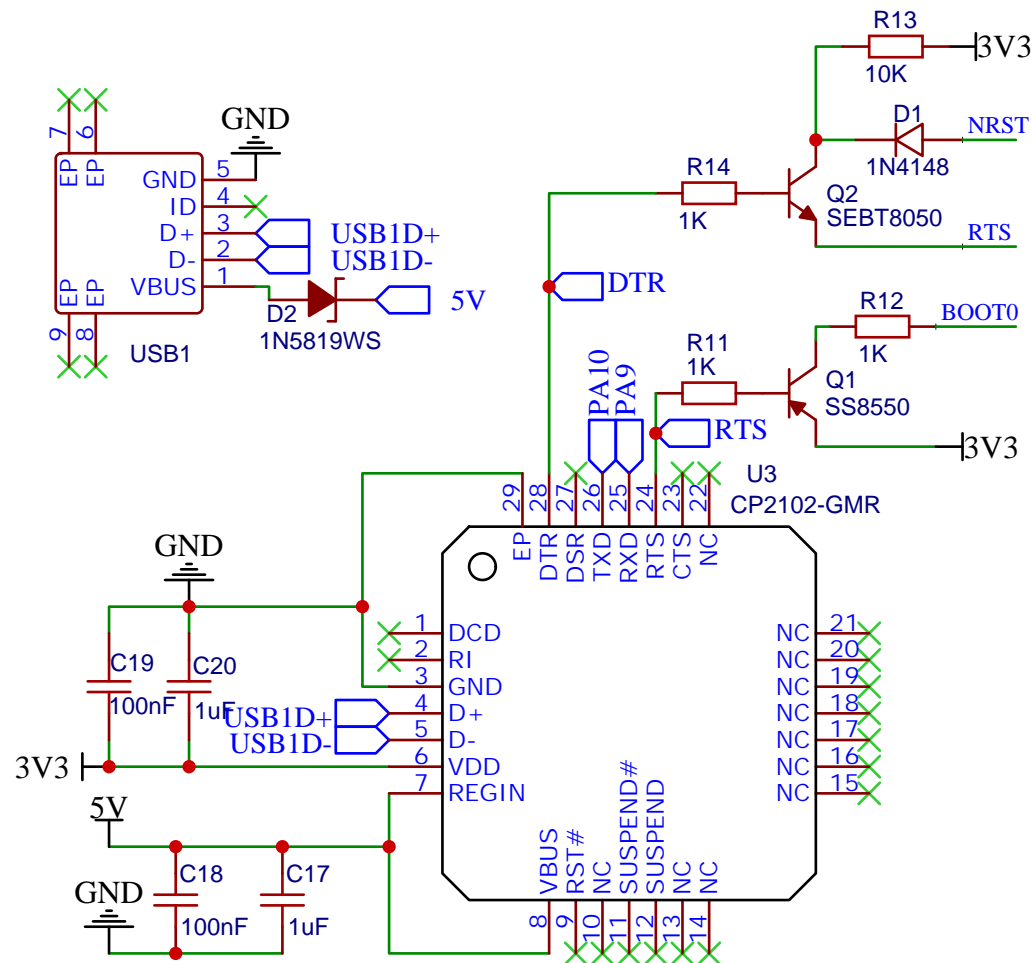 R13
10K
3V3
D1
1N4148
NRST
R14
1K
Q2
SEBT8050
RTS
GND
7
6
EP
EP
GND
5
ID
4
D+
3
USB1D+
D-
2
USB1D-
VBUS
1
5V
D2
1N5819WS
EP
EP
9
8
USB1
DTR
R12
1K
BOOT0
R11
1K
Q1
SS8550
PA10
PA9
RTS
3V3
U3
CP2102-GMR
29
28
27
26
25
24
23
22
EP
DTR
DSR
TXD
RXD
RTS
CTS
NC
GND
C19
100nF
C20
1uF
1
DCD
2
RI
3
GND
USB1D+
4
D+
USB1D-
5
D-
3V3
6
VDD
7
REGIN
NC
21
NC
20
NC
19
NC
18
NC
17
NC
16
NC
15
5V
GND
C18
100nF
C17
1uF
VBUS
RST#
NC
SUSPEND#
SUSPEND
NC
NC
8
9
10
11
12
13
14